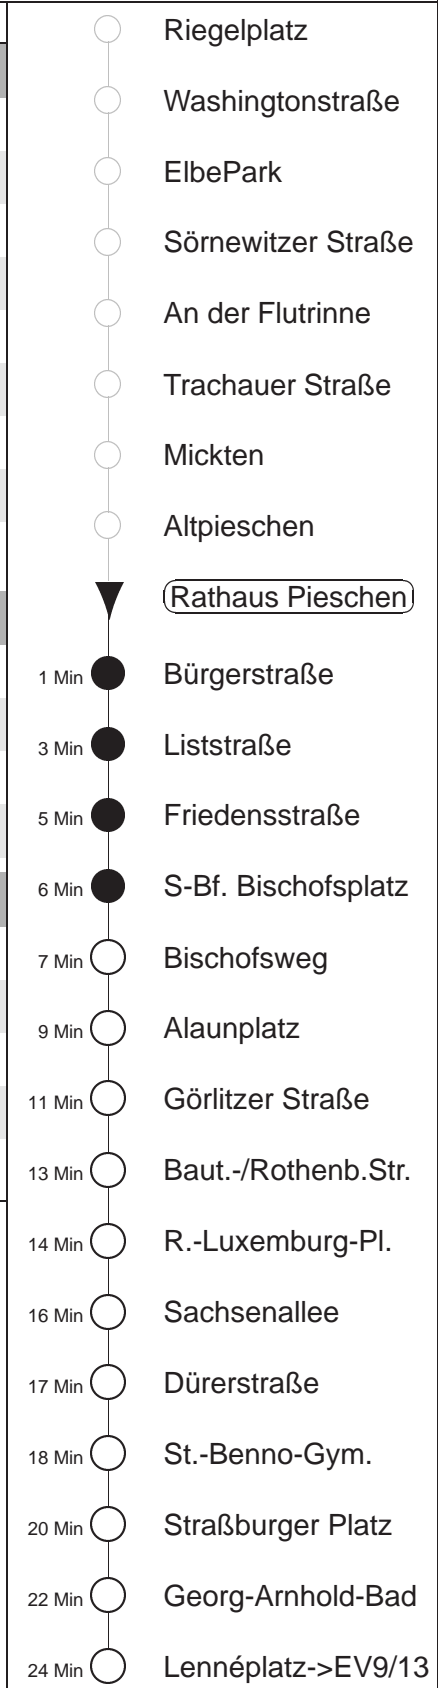 Riegelplatz
Washingtonstraße
ElbePark
Sörnewitzer Straße
An der Flutrinne
Trachauer Straße
Mickten
Altpieschen
Rathaus Pieschen
1 Min Bürgerstraße
3 Min Liststraße
5 Min Friedensstraße
6 Min S-Bf. Bischofsplatz
7 Min Bischofsweg
9 Min Alaunplatz
11 Min Görlitzer Straße
13 Min Baut.-/Rothenb.Str.
14 Min R.-Luxemburg-Pl.
16 Min Sachsenallee
17 Min Dürerstraße
18 Min St.-Benno-Gym.
20 Min Straßburger Platz
22 Min Georg-Arnhold-Bad
24 Min Lennéplatz->EV9/13